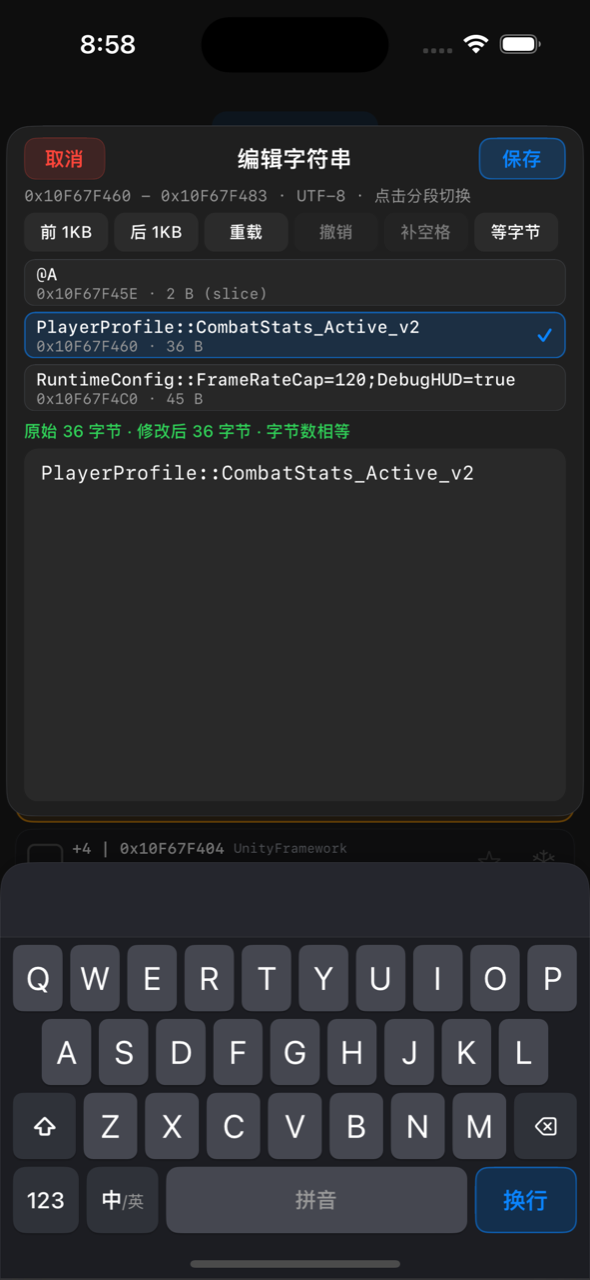 8:58
取消
编辑字符串
保存
0x10F67F460 – 0x10F67F483 · UTF-8 · 点击分段切换
前 1KB
后 1KB
重载
撤销
补空格
等字节
@A
0x10F67F45E · 2 B (slice)
PlayerProfile::CombatStats_Active_v2
0x10F67F460 · 36 B
RuntimeConfig::FrameRateCap=120;DebugHUD=true
0x10F67F4C0 · 45 B
原始 36 字节 · 修改后 36 字节 · 字节数相等
PlayerProfile::CombatStats_Active_v2
+4 | 0x10F67F404 UnityFramework
Q W E R T Y U I O P
A S D F G H J K L
Z X C V B N M
123
中/英
拼音
换行